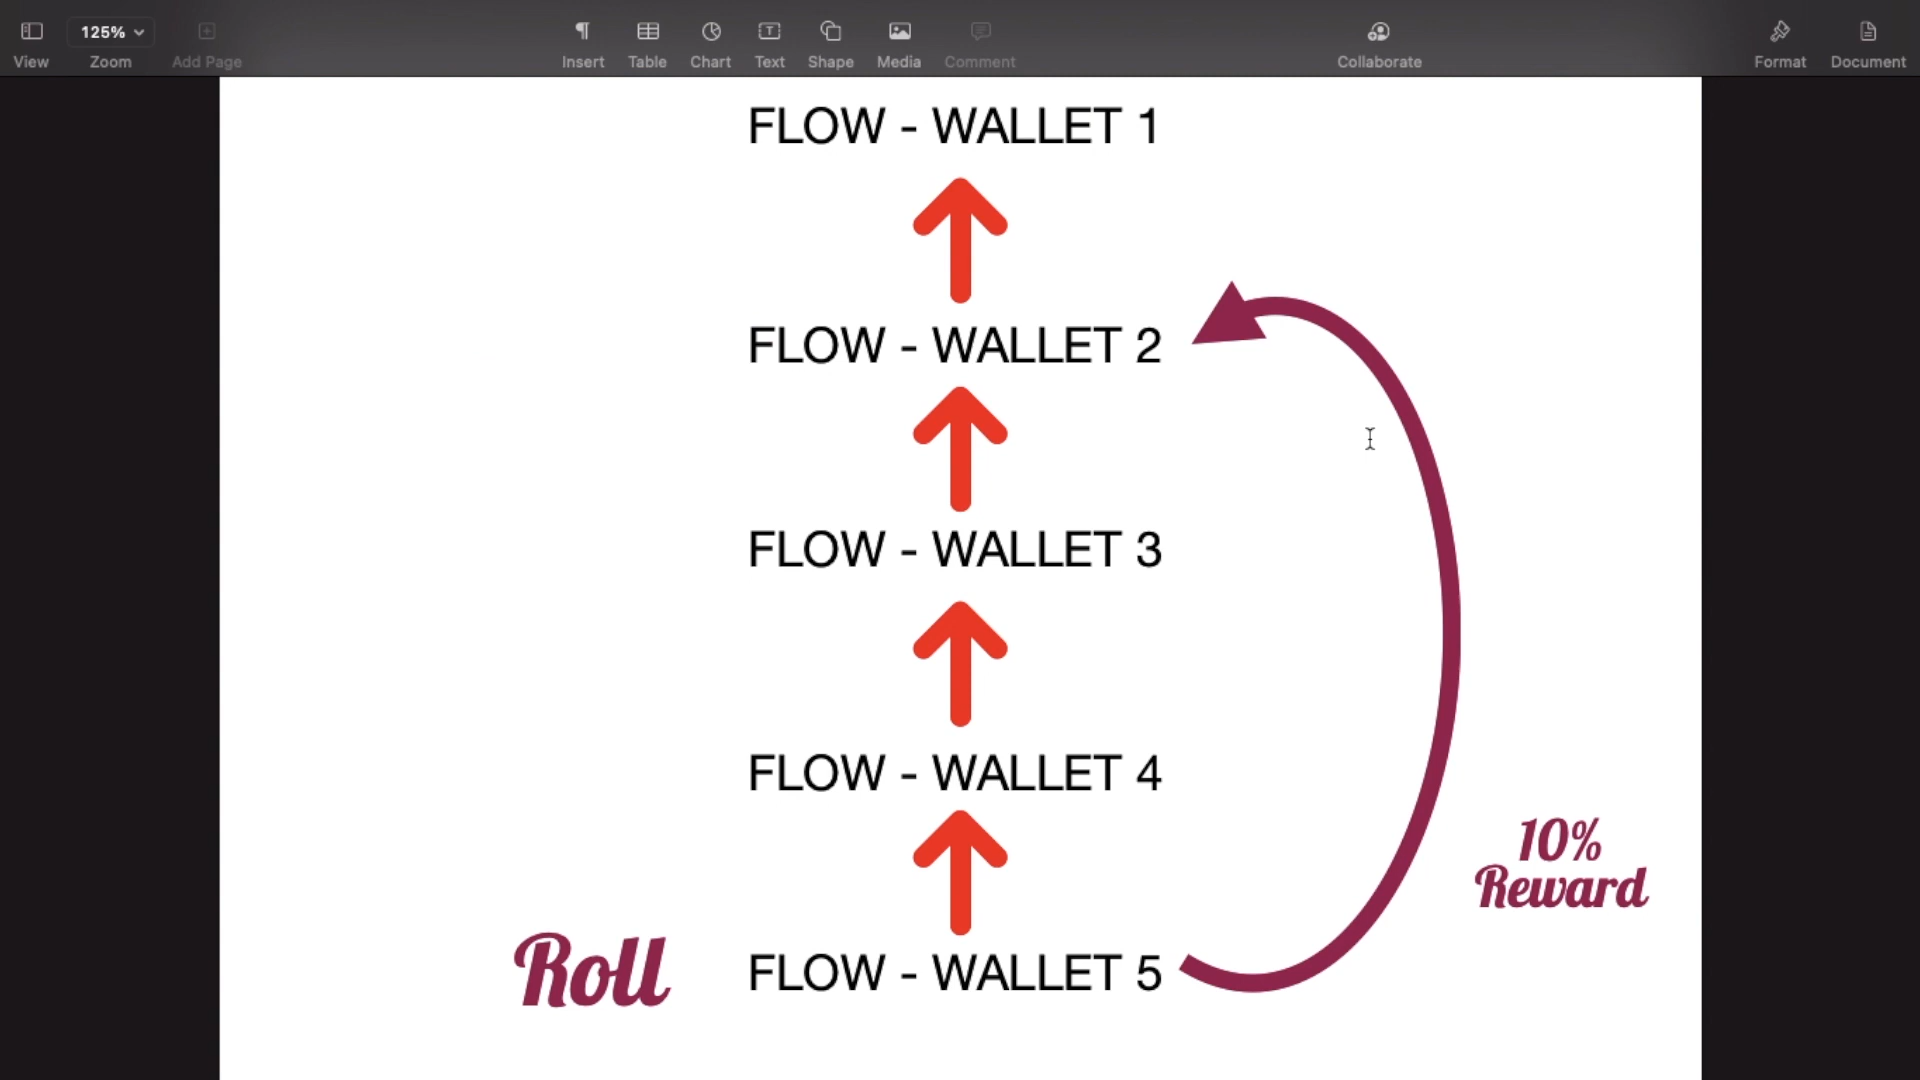 125%
View
Zoom
Add Page
Insert
Table
Chart
Text
Shape
Media
Comment
Collaborate
Format
Document
FLOW - WALLET 1
FLOW - WALLET 2
FLOW - WALLET 3
FLOW - WALLET 4
10%
Reward
Roll
FLOW - WALLET 5